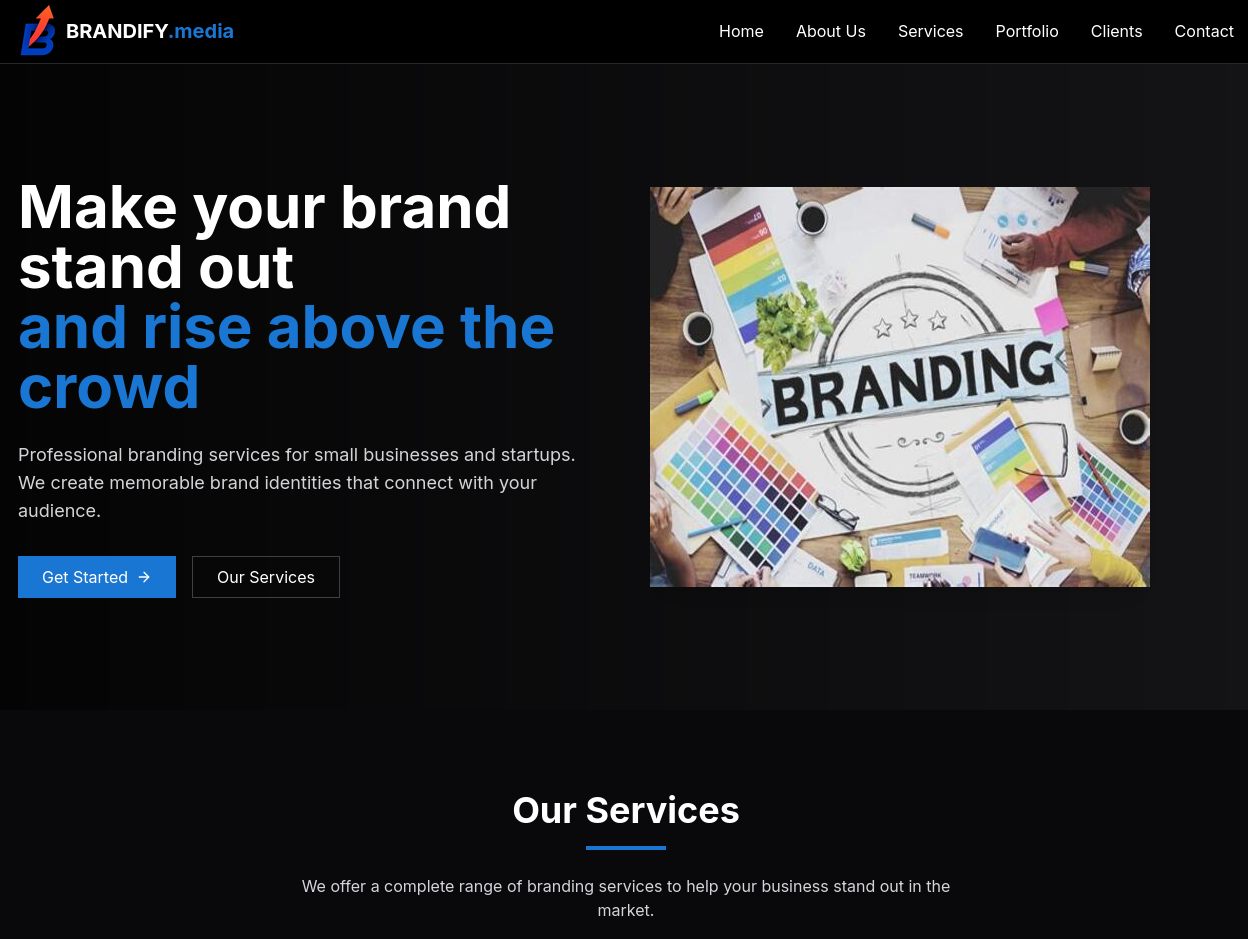 BRANDIFY.media
Home About Us Services Portfolio Clients Contact
Make your brand
stand out
and rise above the
crowd
Professional branding services for small businesses and startups.
We create memorable brand identities that connect with your
audience.
Get Started → Our Services
BRANDING
DATA
TEAMWORK
Our Services
We offer a complete range of branding services to help your business stand out in the
market.